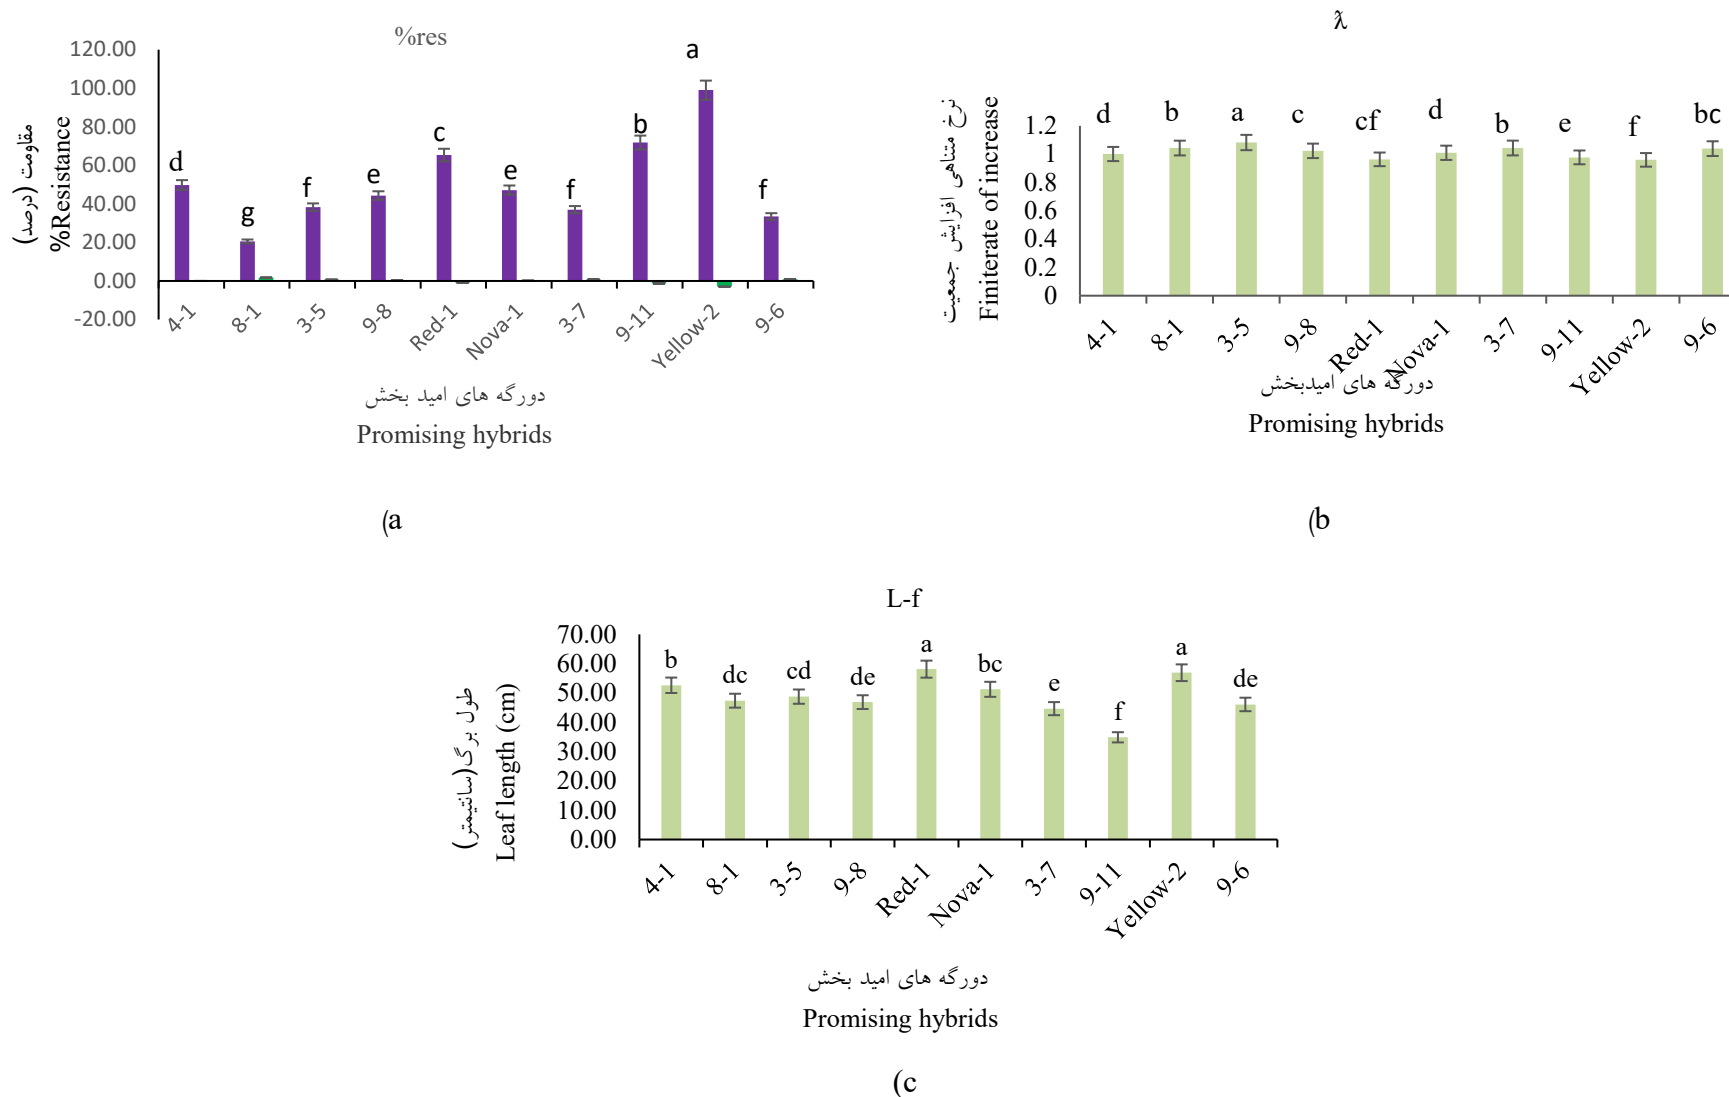 %res
مقاومت (درصد)
%Resistance
120.00
100.00
80.00
60.00
40.00
20.00
0.00
-20.00
d
g
f
e
c
e
f
b
a
f
4-1
8-1
3-5
9-8
Red-1
Nova-1
3-7
9-11
Yellow-2
9-6
دورگه های امید بخش
Promising hybrids
(a
λ̃
نرخ متناهی افزایش جمعیت
Finiterate of increase
1.2
1
0.8
0.6
0.4
0.2
0
d
b
a
c
cf
d
b
e
f
bc
4-1
8-1
3-5
9-8
Red-1
Nova-1
3-7
9-11
Yellow-2
9-6
دورگه های امیدبخش
Promising hybrids
(b
L-f
طول برگ(سانتیمتر)
Leaf length (cm)
70.00
60.00
50.00
40.00
30.00
20.00
10.00
0.00
b
dc
cd
de
a
bc
e
f
a
de
4-1
8-1
3-5
9-8
Red-1
Nova-1
3-7
9-11
Yellow-2
9-6
دورگه های امید بخش
Promising hybrids
(c